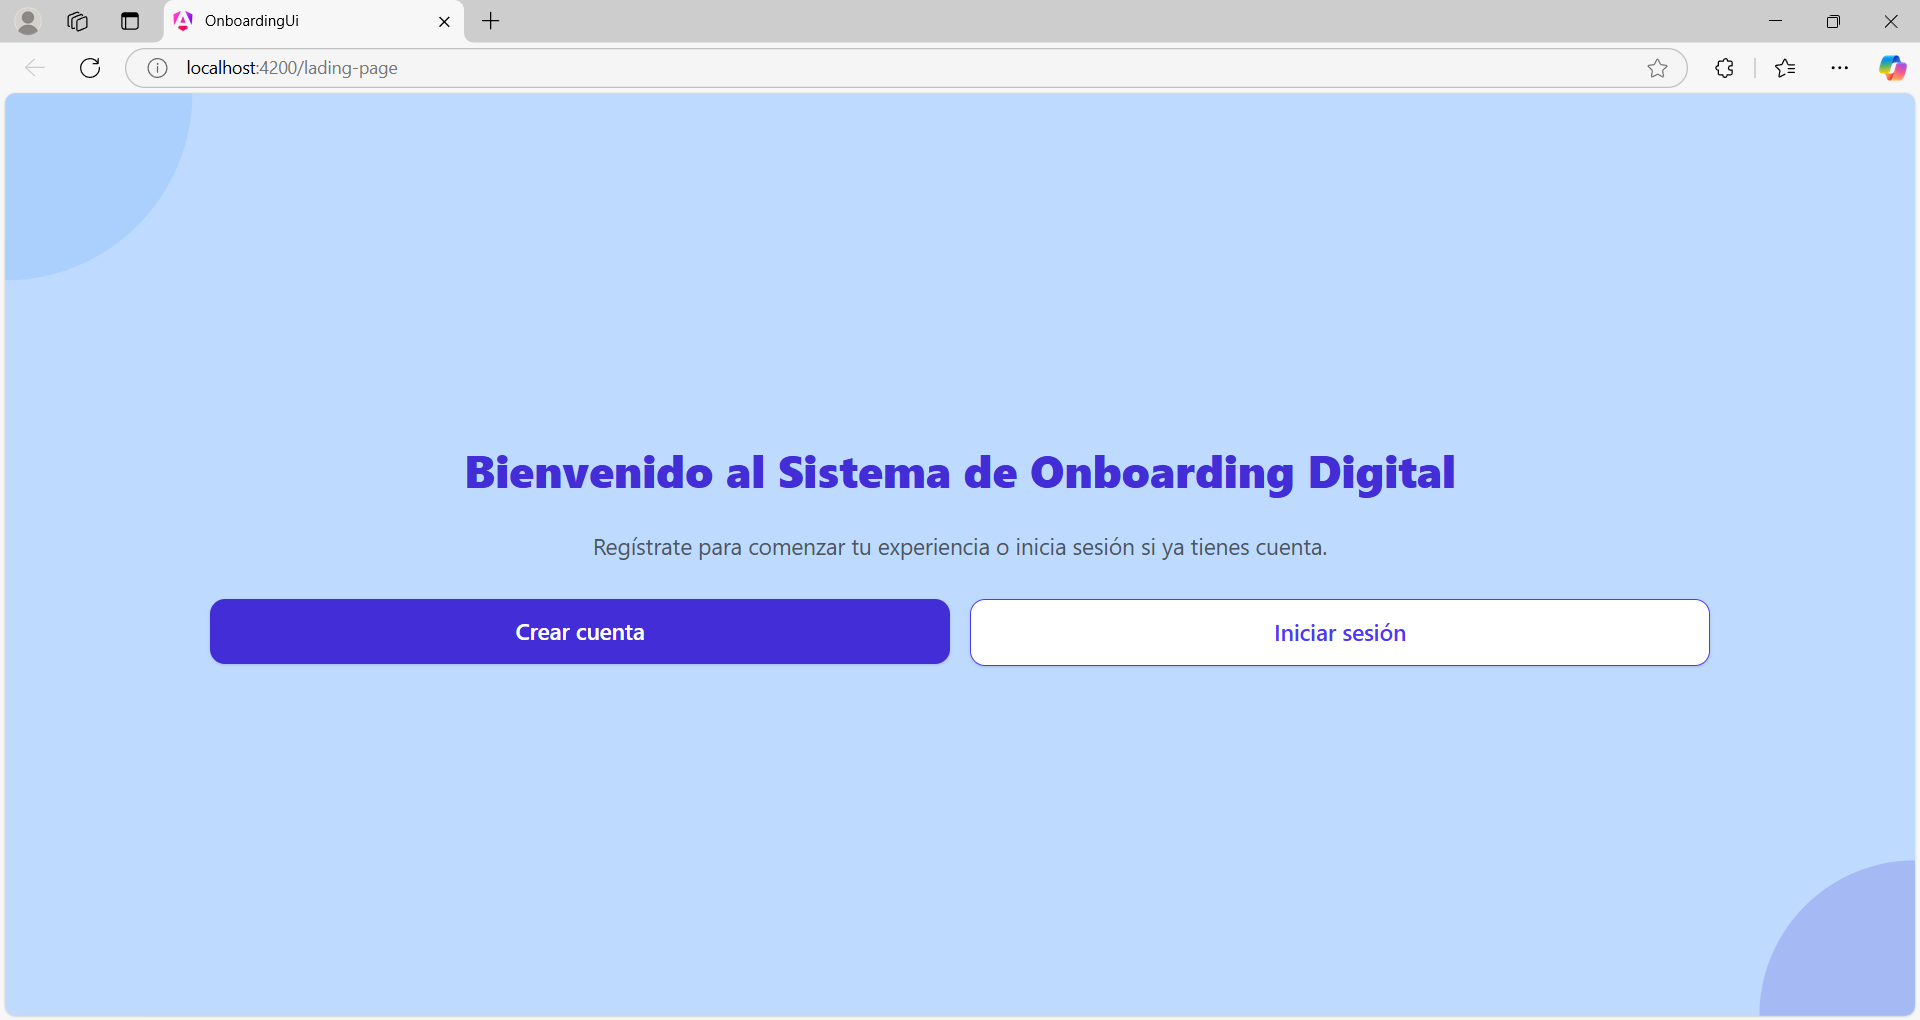 OnboardingUi
localhost:4200/lading-page
Bienvenido al Sistema de Onboarding Digital
Regístrate para comenzar tu experiencia o inicia sesión si ya tienes cuenta.
Crear cuenta
Iniciar sesión